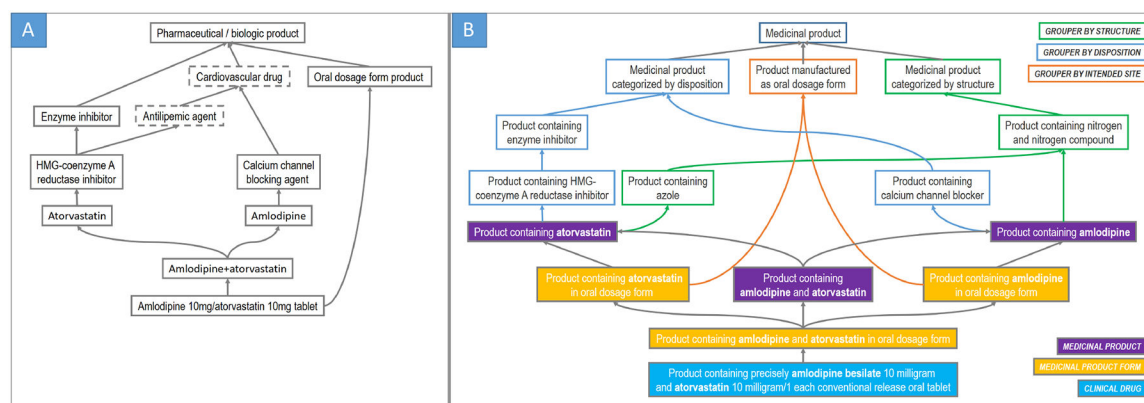 A
Pharmaceutical / biologic product
Cardiovascular drug
Oral dosage form product
Enzyme inhibitor
Antilipemic agent
HMG-coenzyme A
reductase inhibitor
Calcium channel
blocking agent
Atorvastatin
Amlodipine
Amlodipine+atorvastatin
Amlodipine 10mg/atorvastatin 10mg tablet
B
Medicinal product
GROUPER BY STRUCTURE
GROUPER BY DISPOSITION
GROUPER BY INTENDED SITE
Medicinal product
categorized by disposition
Product manufactured
as oral dosage form
Medicinal product
categorized by structure
Product containing
enzyme inhibitor
Product containing nitrogen
and nitrogen compound
Product containing HMG-
coenzyme A reductase inhibitor
Product containing
azole
Product containing
calcium channel blocker
Product containing atorvastatin
Product containing amlodipine
Product containing atorvastatin
in oral dosage form
Product containing
amlodipine and atorvastatin
Product containing amlodipine
in oral dosage form
Product containing amlodipine and atorvastatin in oral dosage form
Product containing precisely amlodipine besilate 10 milligram
and atorvastatin 10 milligram/1 each conventional release oral tablet
MEDICINAL PRODUCT
MEDICINAL PRODUCT FORM
CLINICAL DRUG